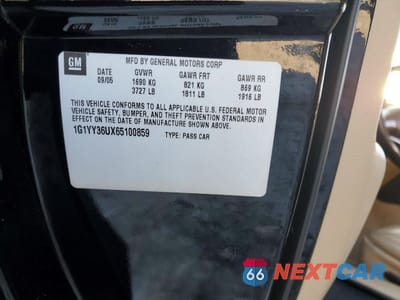 GM
MFD BY GENERAL MOTORS CORP
DATE GVWR GAWR FRT GAWR RR
09/05 1690 KG 821 KG 869 KG
3727 LB 1811 LB 1916 LB
THIS VEHICLE CONFORMS TO ALL APPLICABLE U.S. FEDERAL MOTOR
VEHICLE SAFETY, BUMPER, AND THEFT PREVENTION STANDARDS
IN EFFECT ON THE DATE OF MANUFACTURE SHOWN ABOVE.
1G1YY36UX65100859
TYPE: PASS CAR
66 NEXTCAR